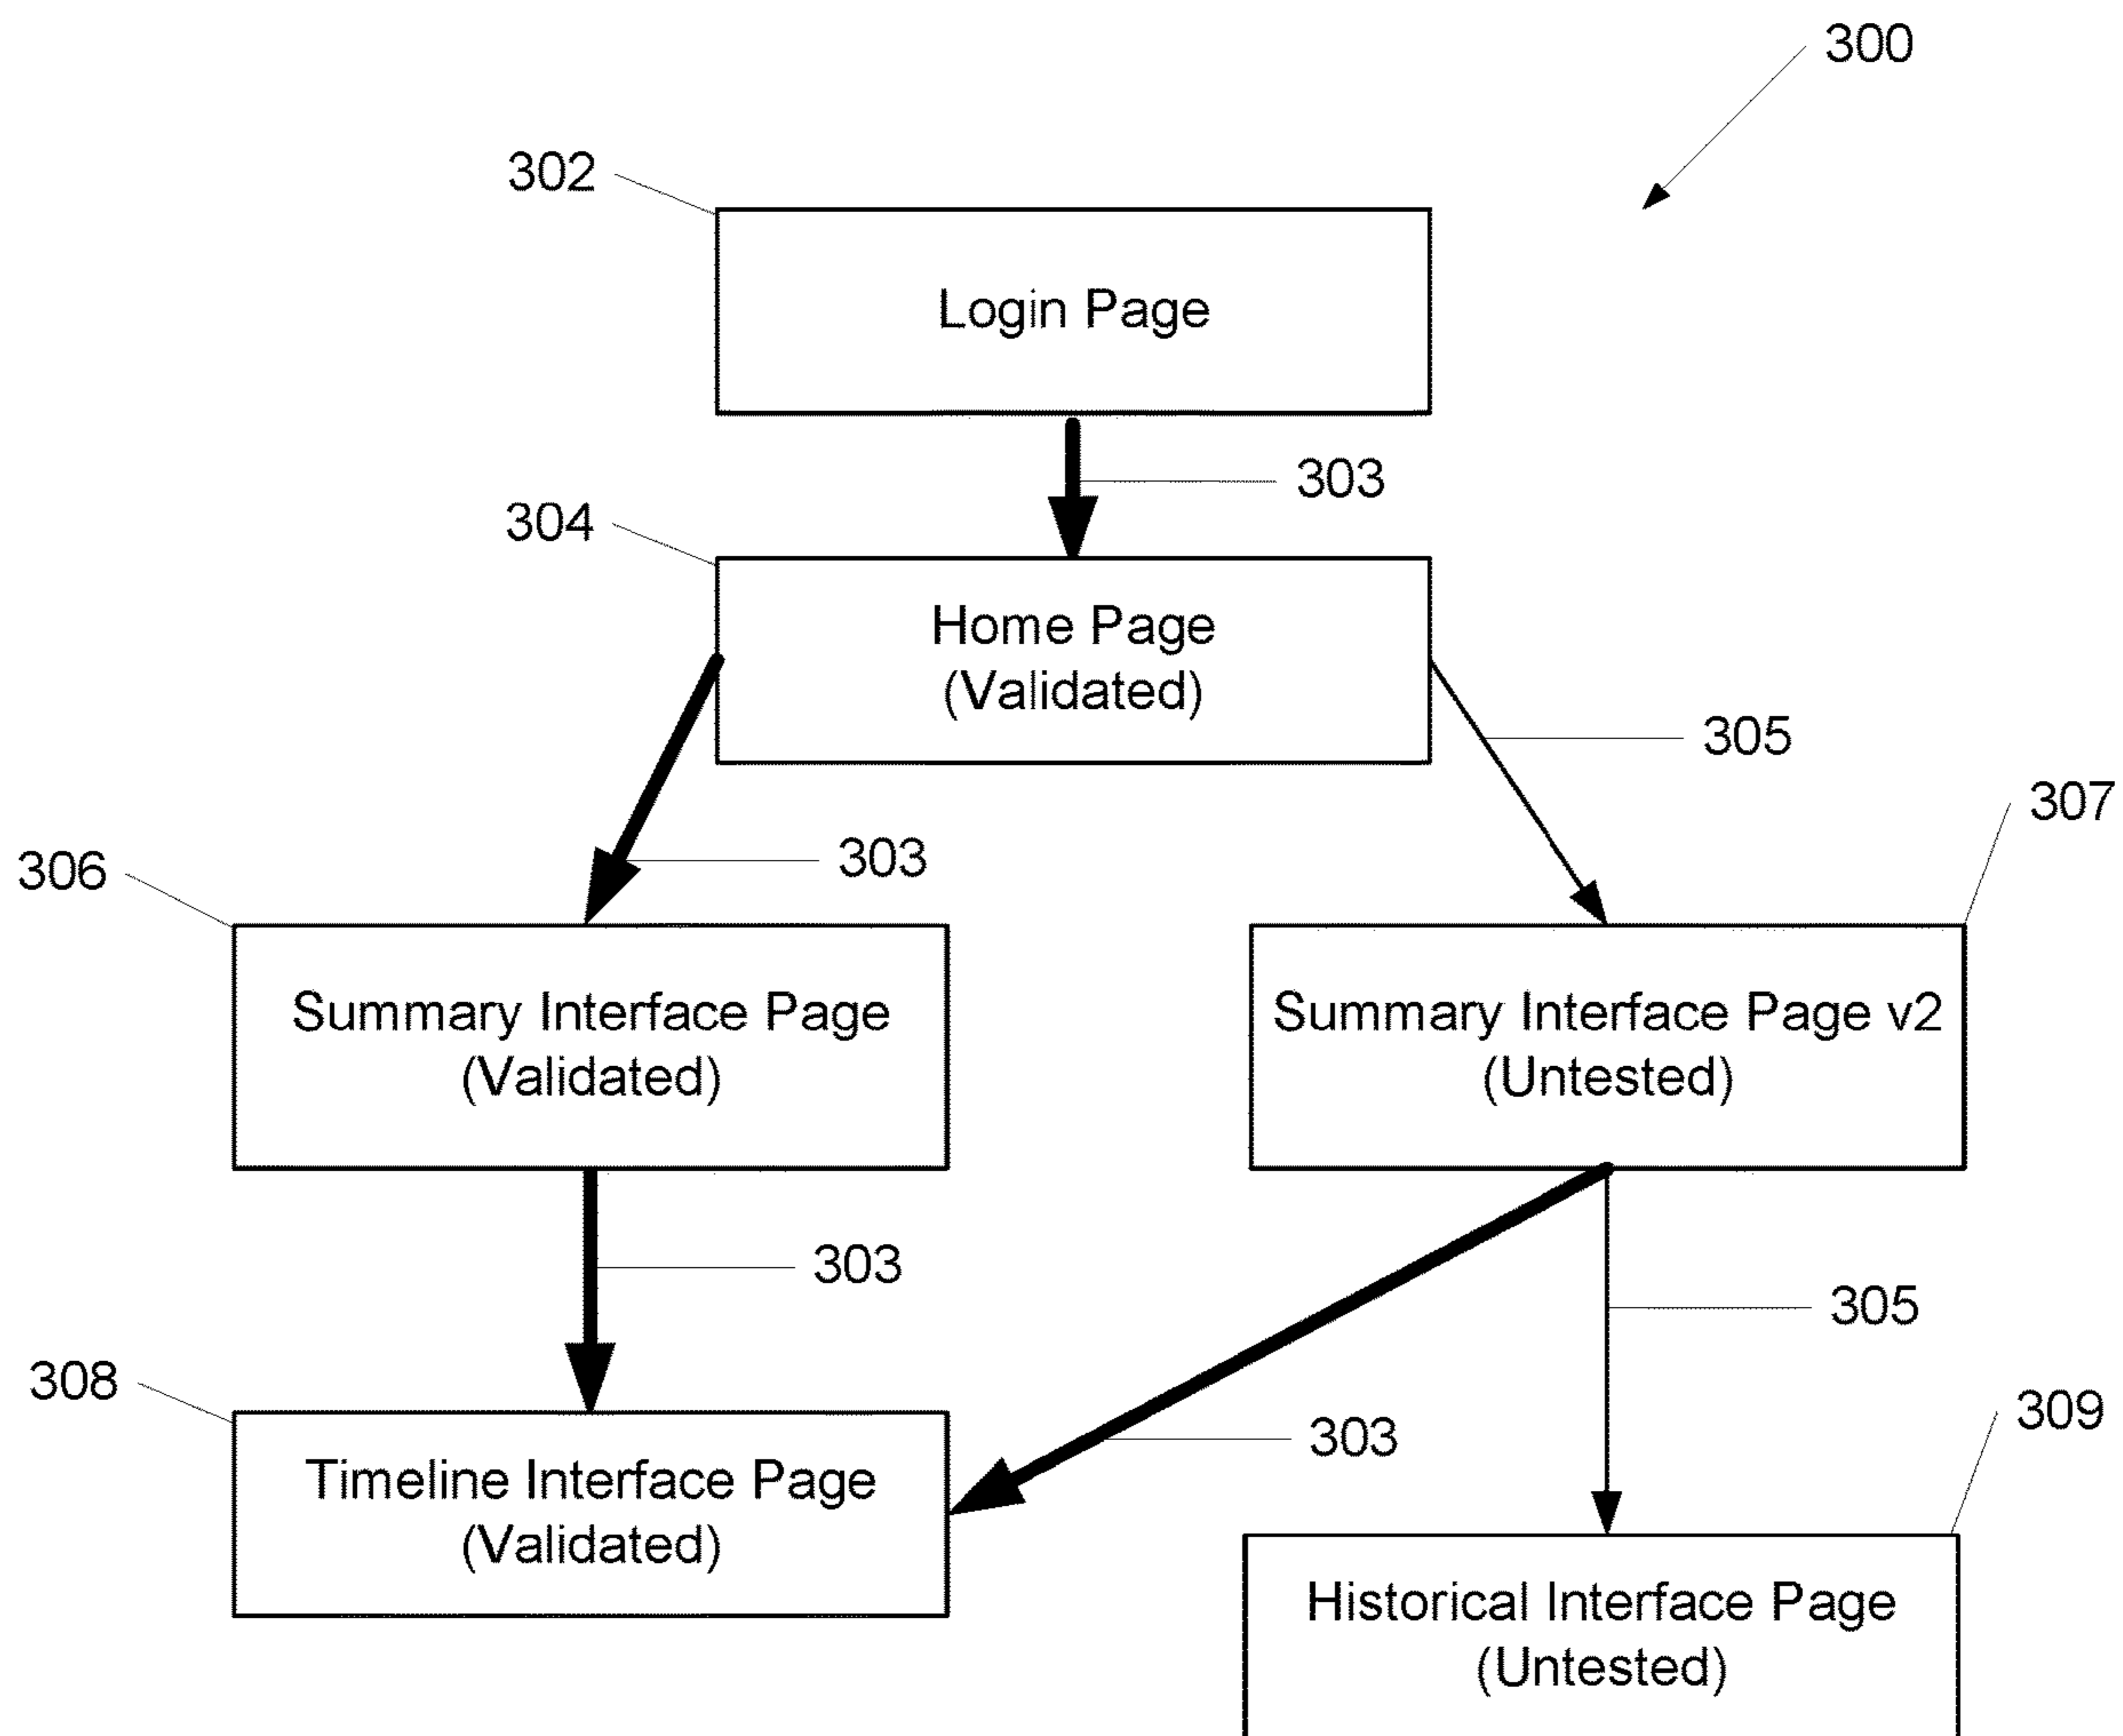 300
302
Login Page
303
304
Home Page
(Validated)
305
307
303
306
Summary Interface Page
(Validated)
Summary Interface Page v2
(Untested)
303
305
308
309
303
Timeline Interface Page
(Validated)
Historical Interface Page
(Untested)